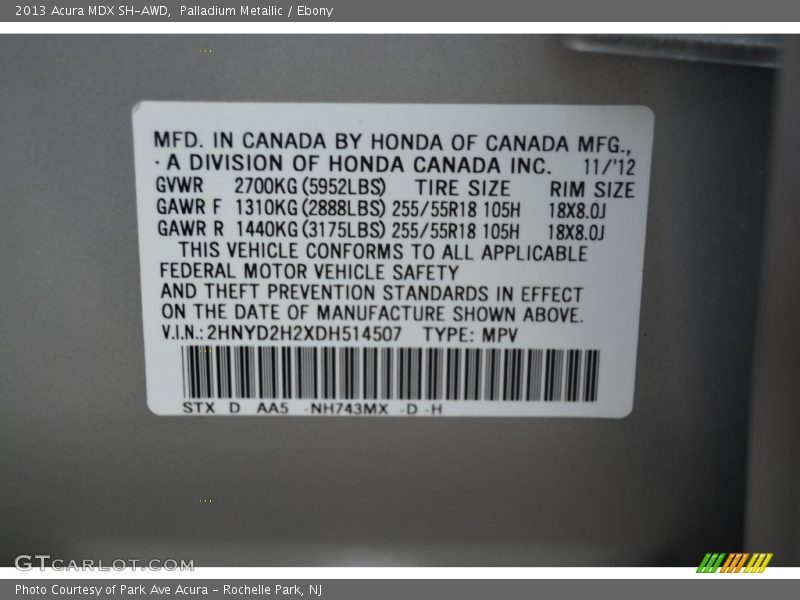 2013 Acura MDX SH-AWD,  Palladium Metallic / Ebony
MFD. IN CANADA BY HONDA OF CANADA MFG.,
A DIVISION OF HONDA CANADA INC. 11/'12
GVWR 2700KG (5952LBS) TIRE SIZE RIM SIZE
GAWR F 1310KG (2888LBS) 255/55R18 105H 18X8.0J
GAWR R 1440KG (3175LBS) 255/55R18 105H 18X8.0J
THIS VEHICLE CONFORMS TO ALL APPLICABLE
FEDERAL MOTOR VEHICLE SAFETY
AND THEFT PREVENTION STANDARDS IN EFFECT
ON THE DATE OF MANUFACTURE SHOWN ABOVE.
V.I.N.: 2HNYD2H2XDH514507 TYPE: MPV
STX D AA5 -NH743MX -D -H
GTCARLOT.COM
Photo Courtesy of Park Ave Acura - Rochelle Park, NJ